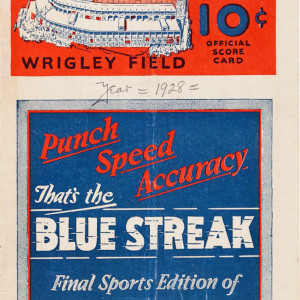 10¢
OFFICIAL
SCORE
CARD
WRIGLEY FIELD
Year = 1928 =
Punch
Speed
Accuracy
That's the
BLUE STREAK
Final Sports Edition of